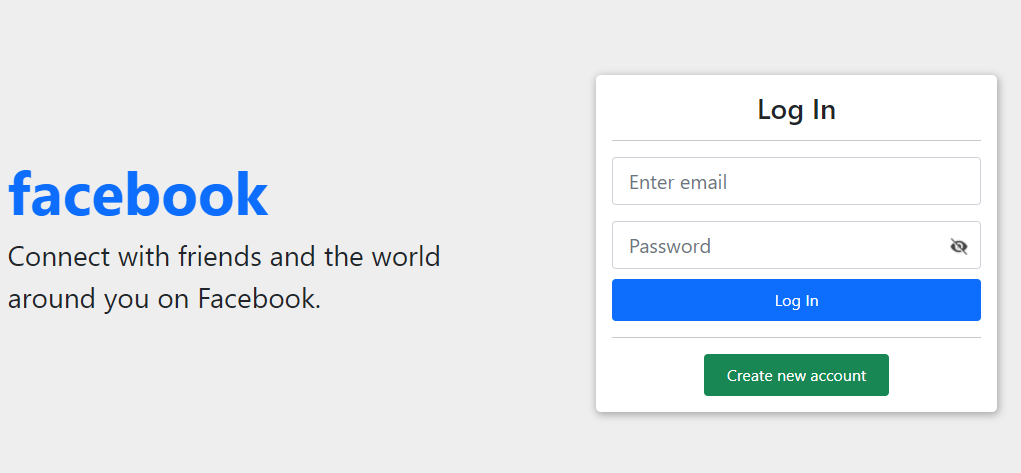 facebook
Connect with friends and the world
around you on Facebook.
Log In
Enter email
Password
Log In
Create new account